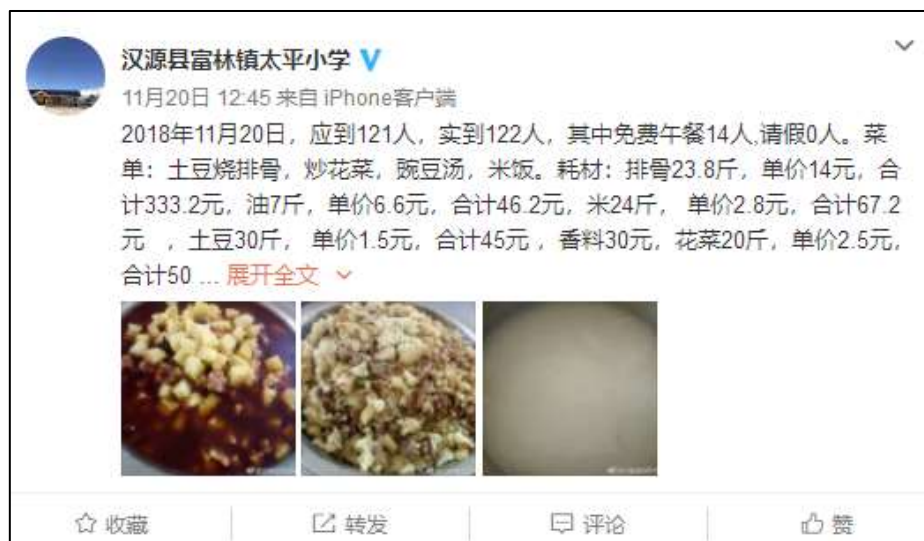 汉源县富林镇太平小学
11月20日 12:45 来自 iPhone客户端
2018年11月20日，应到121人，实到122人，其中免费午餐14人,请假0人。菜
单：土豆烧排骨，炒花菜，豌豆汤，米饭。耗材：排骨23.8斤，单价14元，合
计333.2元，油7斤，单价6.6元，合计46.2元，米24斤， 单价2.8元，合计67.2
元 ，土豆30斤， 单价1.5元，合计45元 ，香料30元，花菜20斤，单价2.5元，
合计50 ... 展开全文
收藏
转发
评论
赞